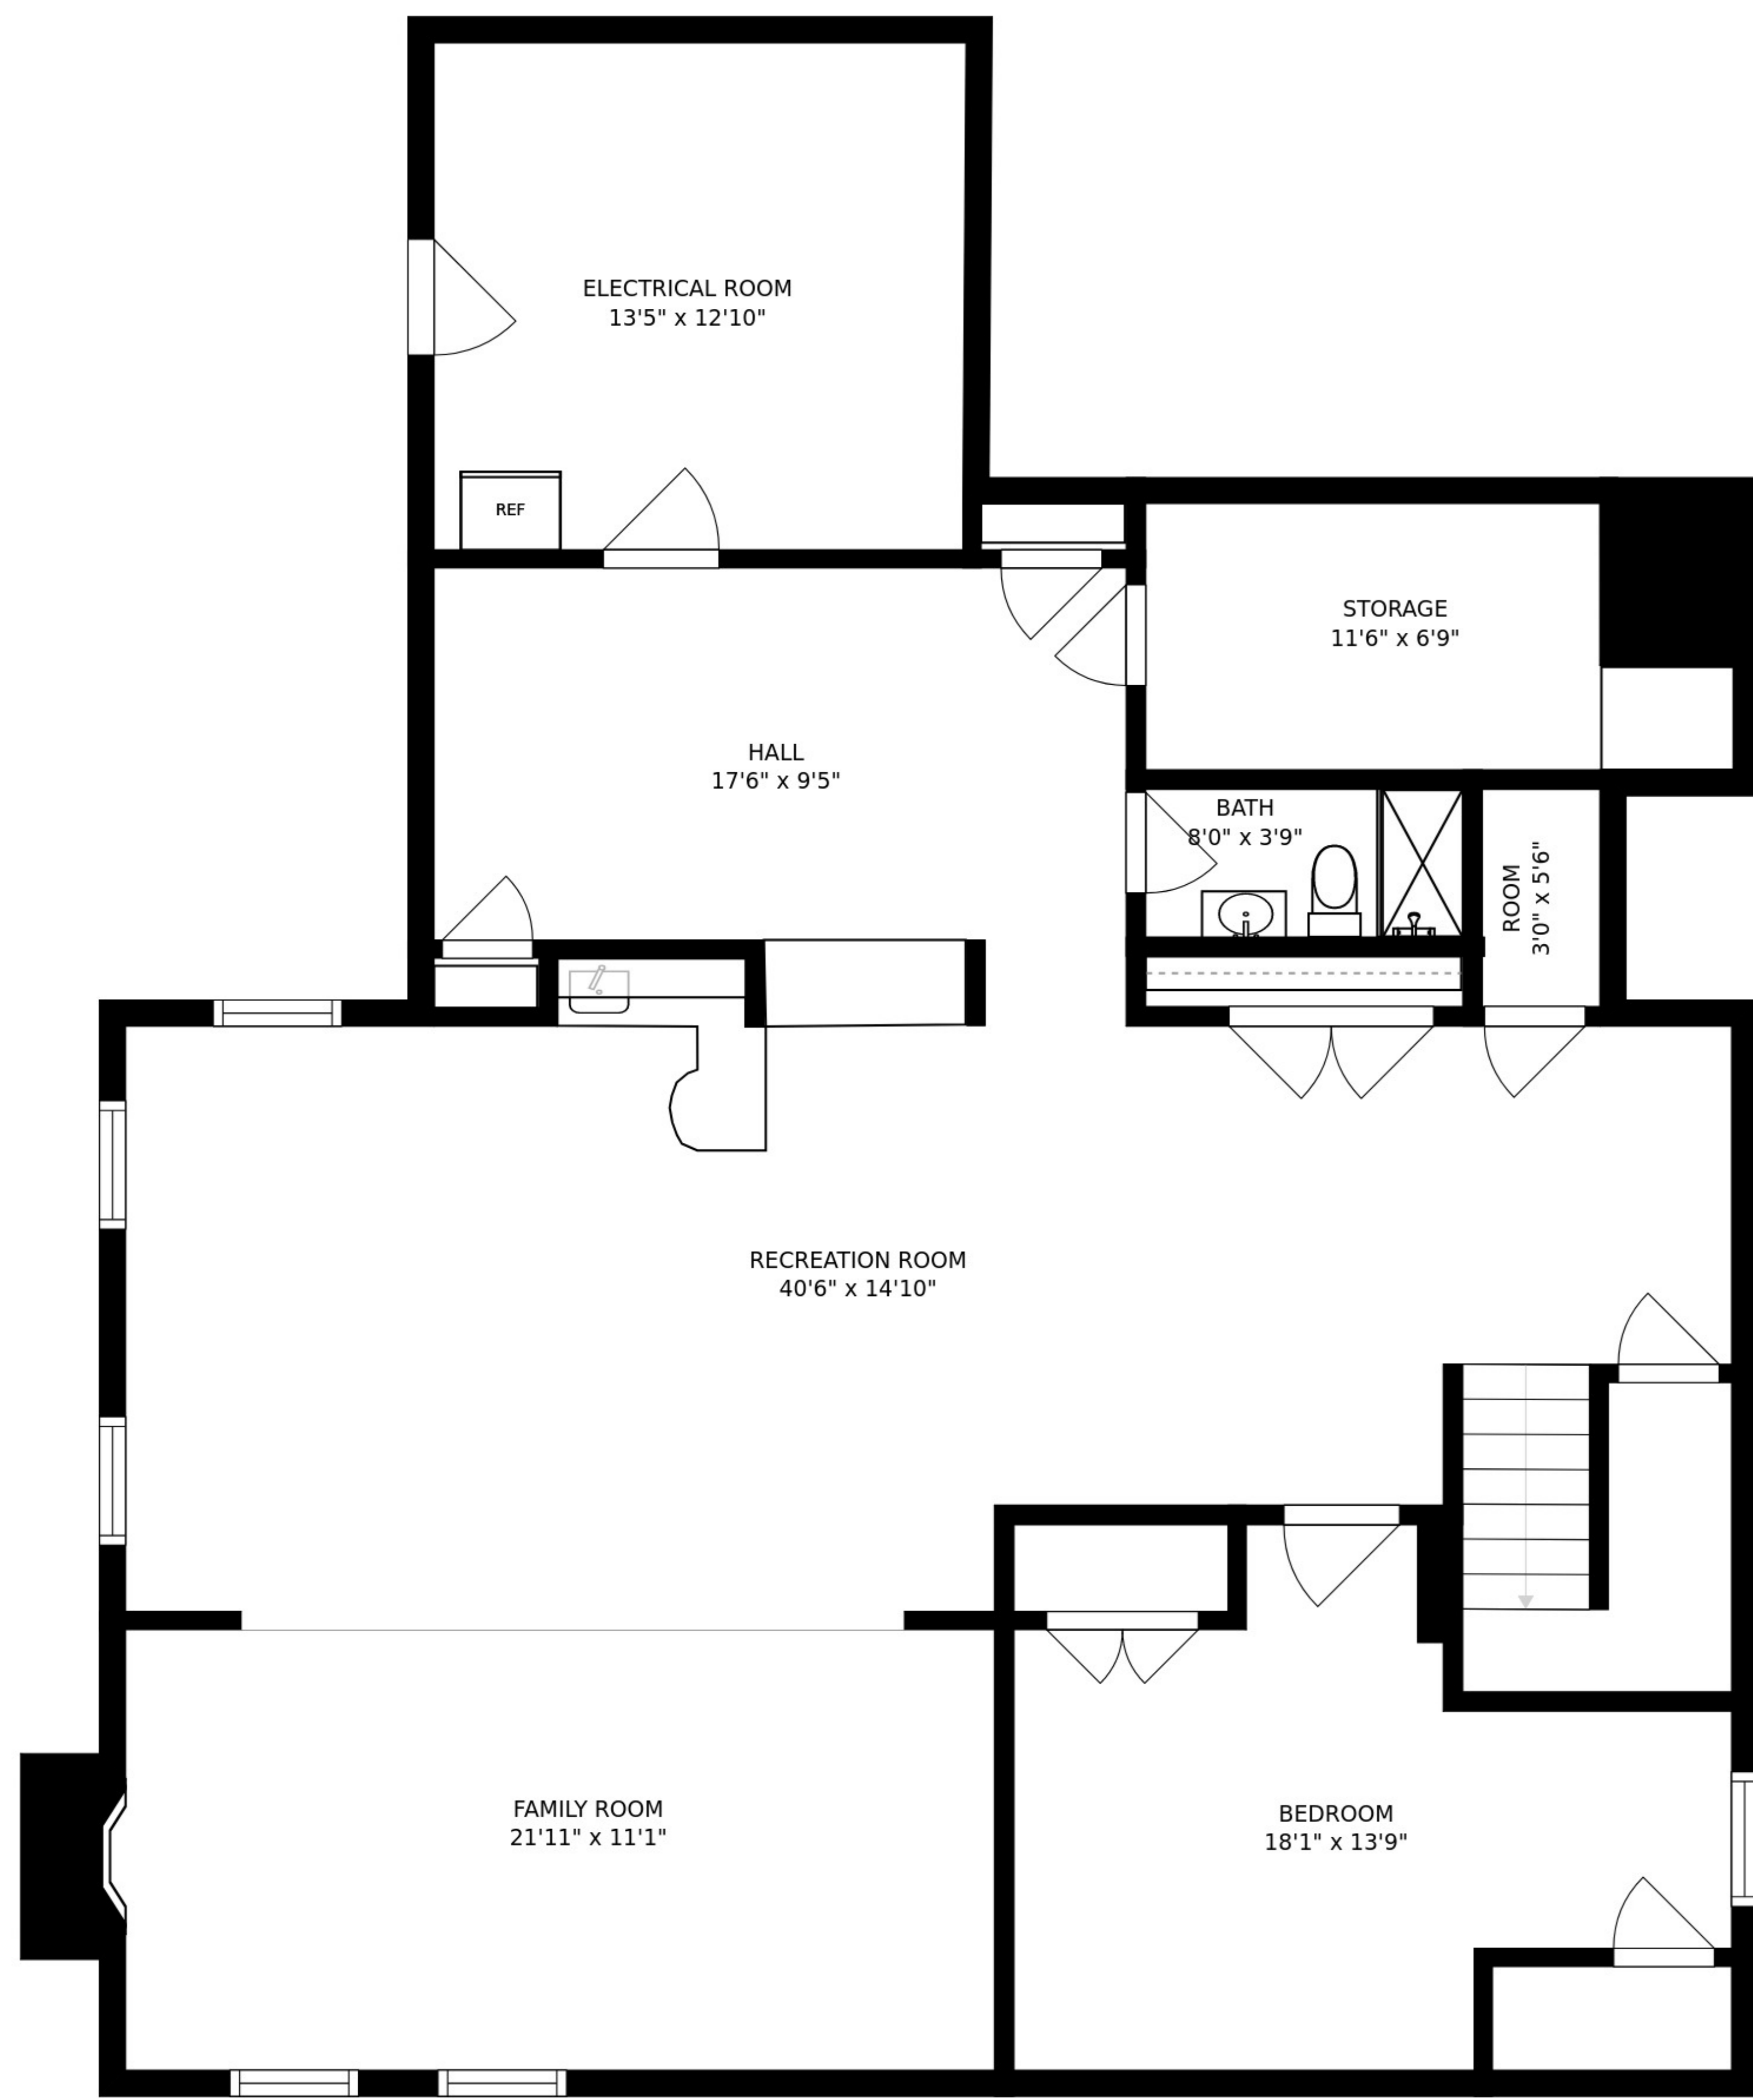 ELECTRICAL ROOM
13'5" x 12'10"
REF
STORAGE
11'6" x 6'9"
HALL
17'6" x 9'5"
BATH
8'0" x 3'9"
ROOM
3'0" x 5'6"
RECREATION ROOM
40'6" x 14'10"
FAMILY ROOM
21'11" x 11'1"
BEDROOM
18'1" x 13'9"